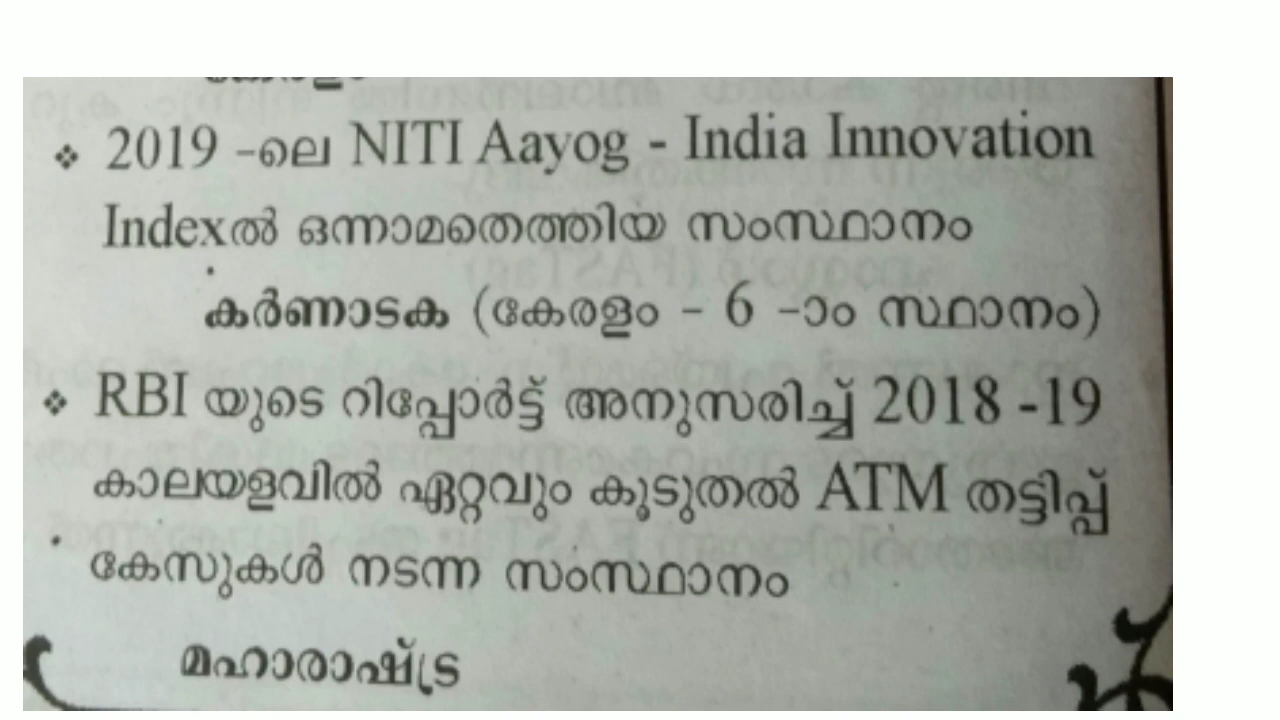 ❖ 2019 -ലെ NITI Aayog - India Innovation
Indexൽ ഒന്നാമതെത്തിയ സംസ്ഥാനം
കർണാടക (കേരളം - 6 -ാം സ്ഥാനം)
❖ RBI യുടെ റിപ്പോർട്ട് അനുസരിച്ച് 2018 -19
കാലയളവിൽ ഏറ്റവും കൂടുതൽ ATM തട്ടിപ്പ്
കേസുകൾ നടന്ന സംസ്ഥാനം
മഹാരാഷ്ട്ര